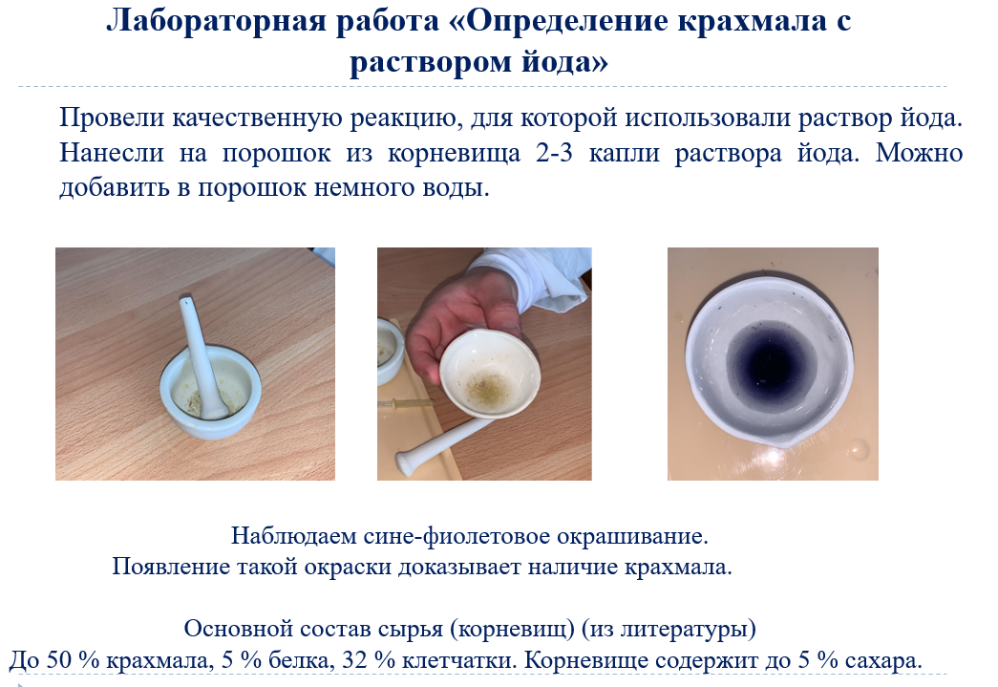 Лабораторная работа «Определение крахмала с
раствором йода»
Провели качественную реакцию, для которой использовали раствор йода.
Нанесли на порошок из корневища 2-3 капли раствора йода. Можно
добавить в порошок немного воды.
Наблюдаем сине-фиолетовое окрашивание.
Появление такой окраски доказывает наличие крахмала.
Основной состав сырья (корневищ) (из литературы)
До 50 % крахмала, 5 % белка, 32 % клетчатки. Корневище содержит до 5 % сахара.